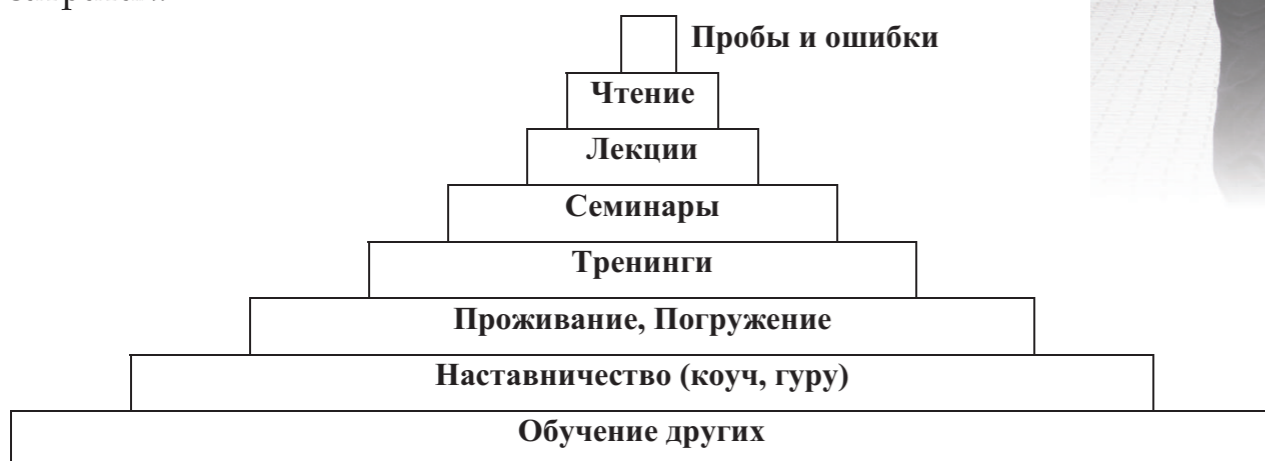 Пробы и ошибки
Чтение
Лекции
Семинары
Тренинги
Проживание, Погружение
Наставничество (коуч, гуру)
Обучение других